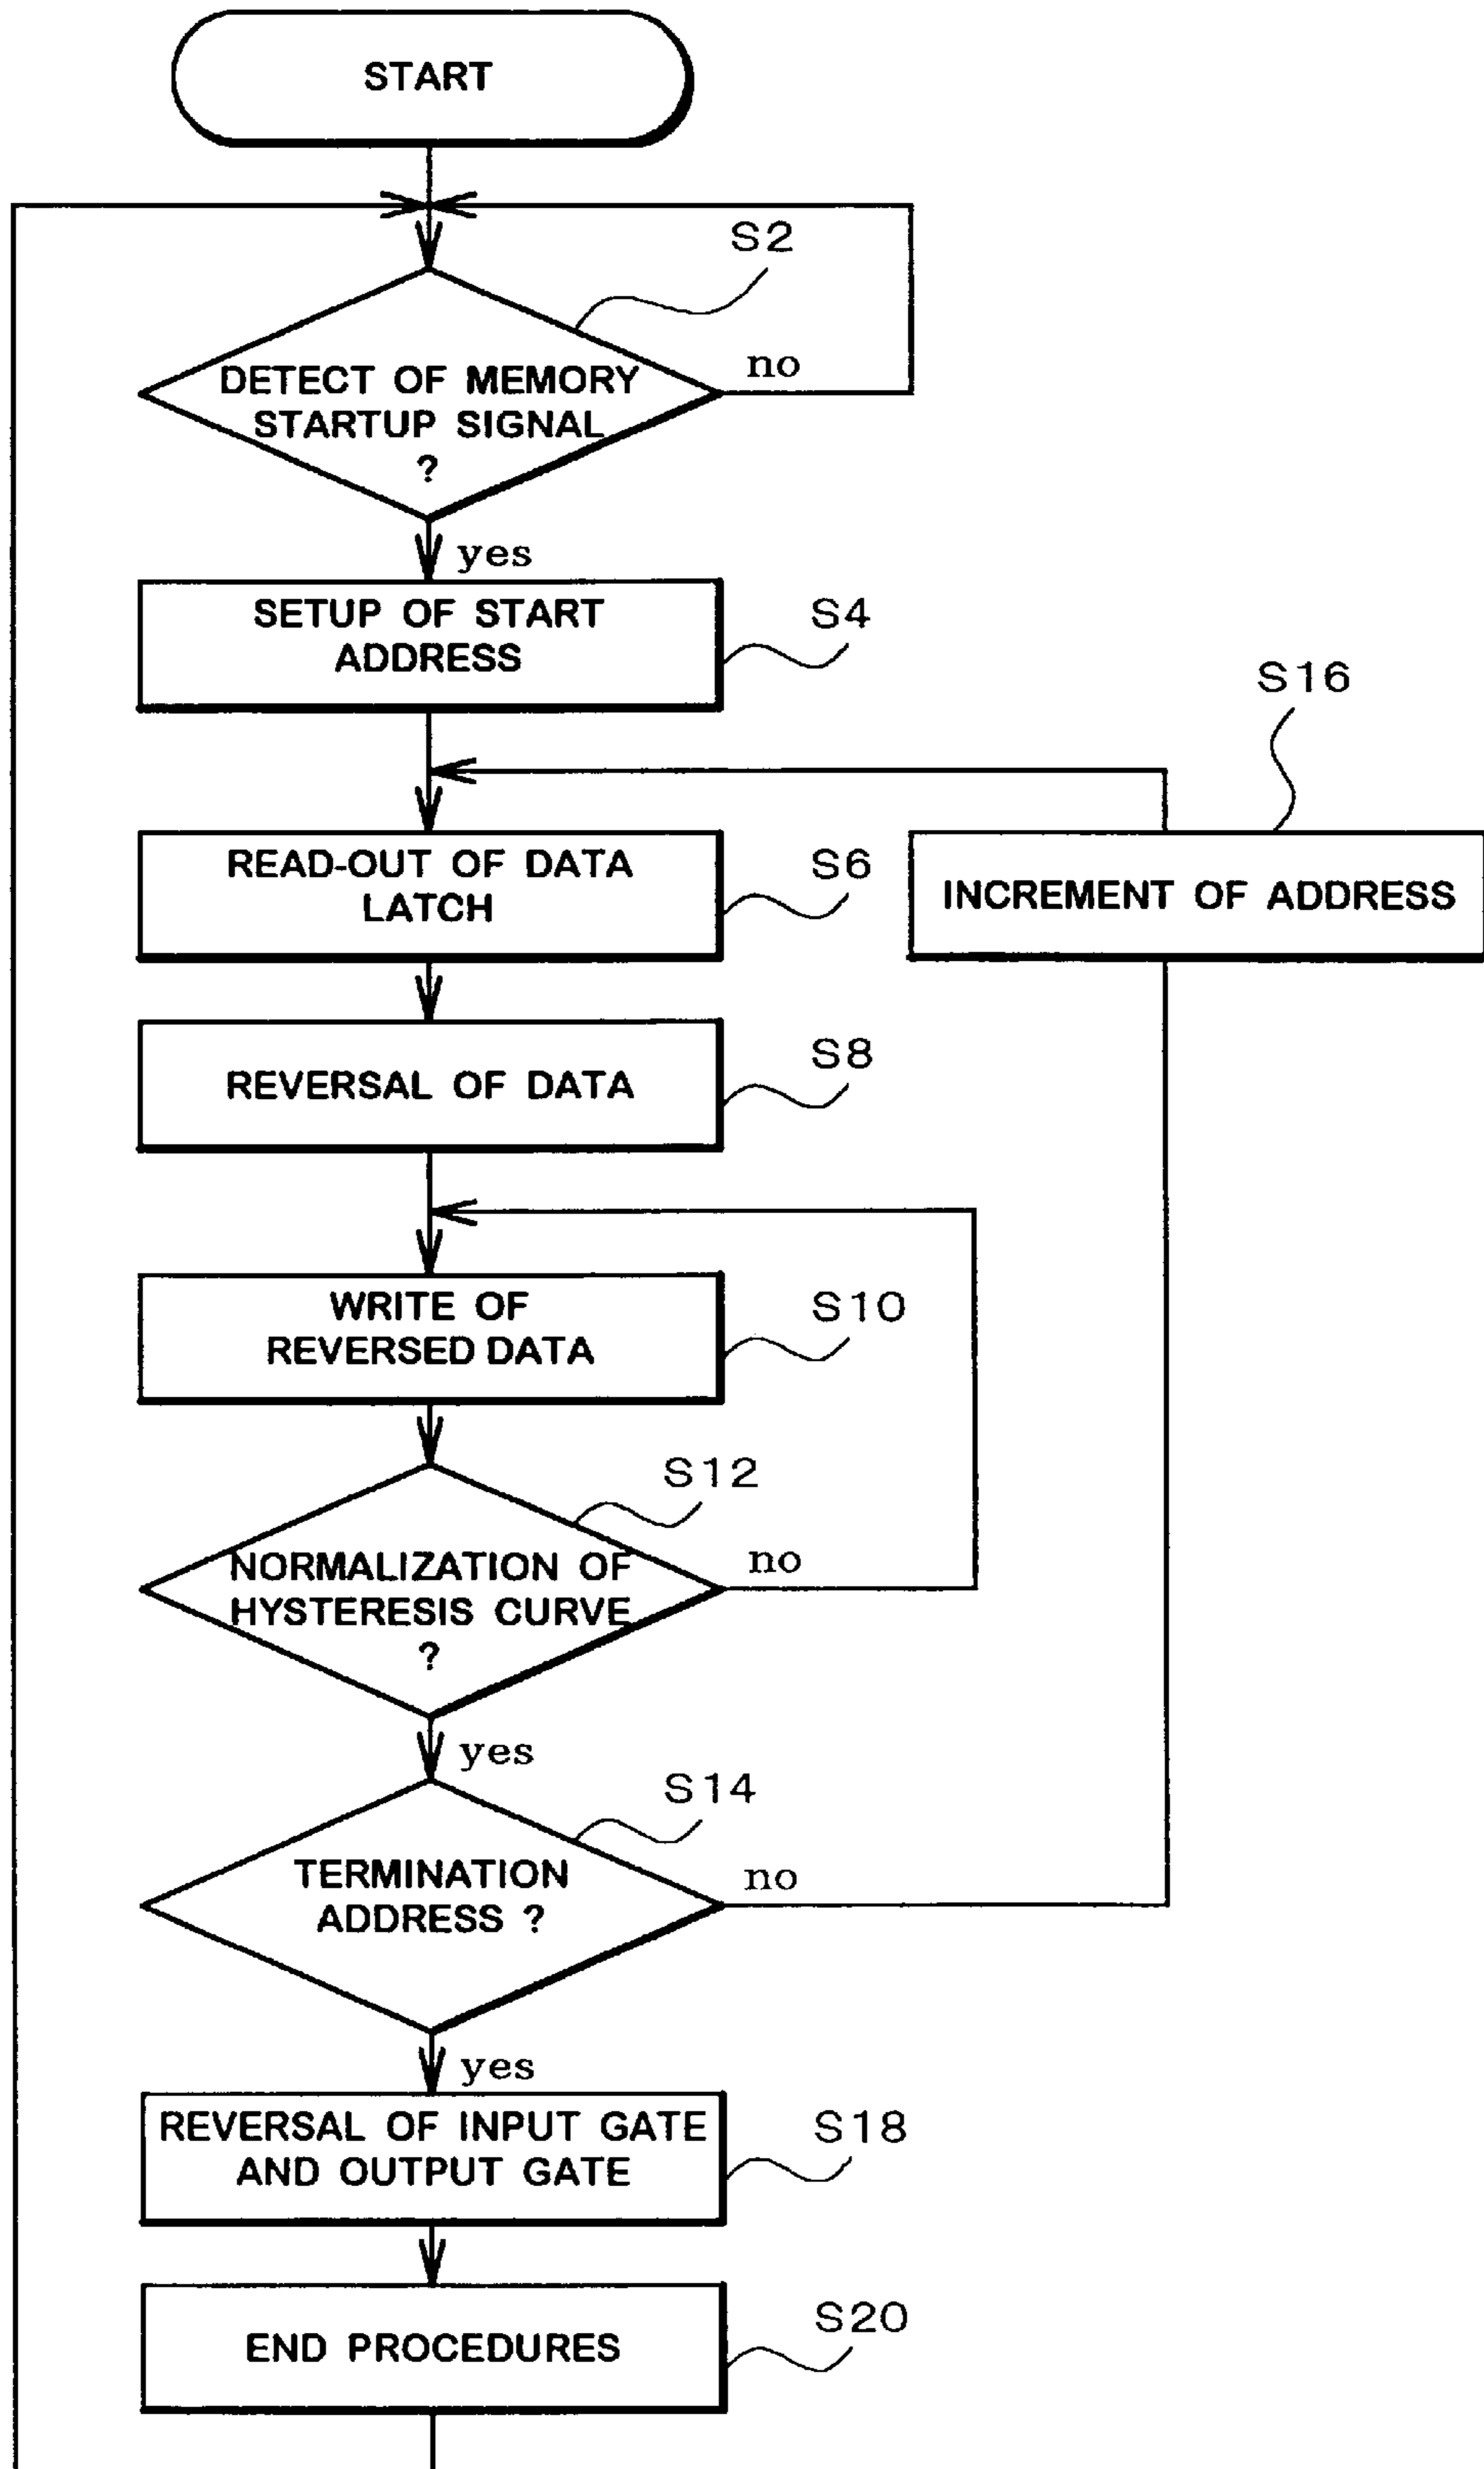 START
S2
no
DETECT OF MEMORY
STARTUP SIGNAL
?
yes
SETUP OF START
ADDRESS
S4
S16
READ-OUT OF DATA
LATCH
S6
INCREMENT OF ADDRESS
REVERSAL OF DATA
S8
WRITE OF
REVERSED DATA
S10
S12
no
NORMALIZATION OF
HYSTERESIS CURVE
?
yes
S14
no
TERMINATION
ADDRESS ?
yes
REVERSAL OF INPUT GATE
AND OUTPUT GATE
S18
END PROCEDURES
S20